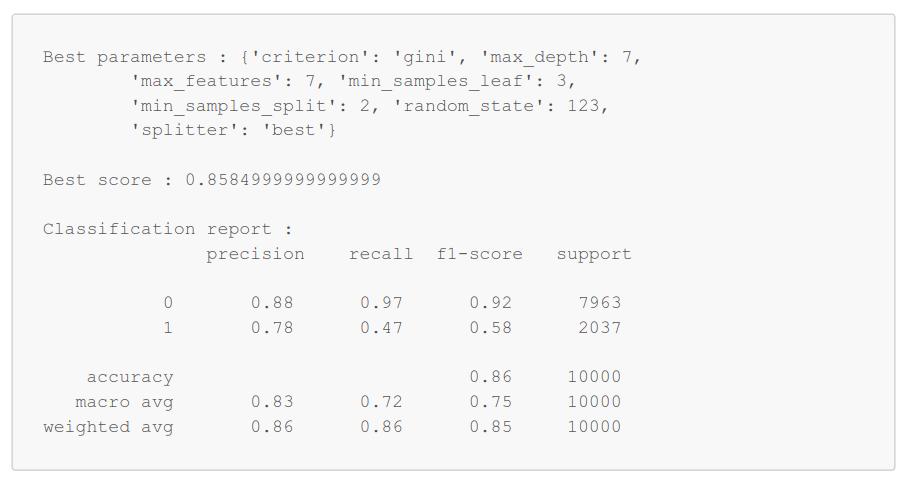 Best parameters : {'criterion': 'gini', 'max_depth': 7,
'max_features': 7, 'min_samples_leaf': 3,
'min_samples_split': 2, 'random_state': 123,
'splitter': 'best'}
Best score : 0.8584999999999999
Classification report :
precision recall f1-score support
0 0.88 0.97 0.92 7963
1 0.78 0.47 0.58 2037
accuracy 0.86 10000
macro avg 0.83 0.72 0.75 10000
weighted avg 0.86 0.86 0.85 10000